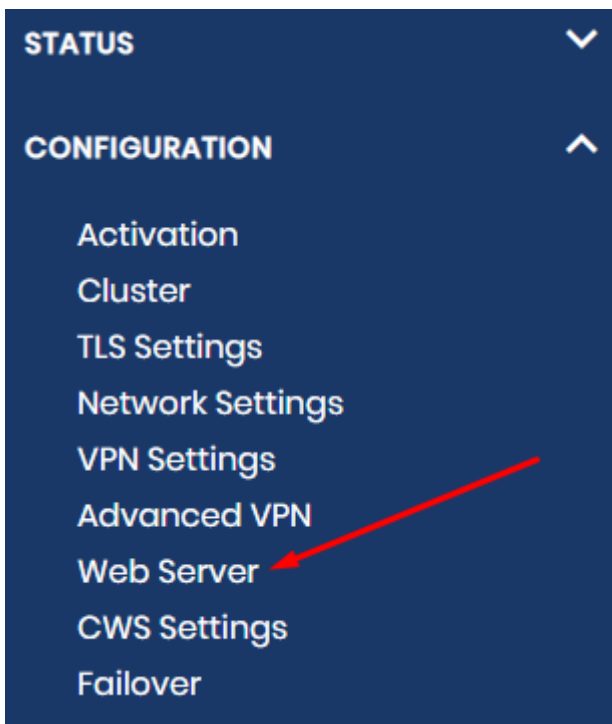 STATUS
CONFIGURATION
Activation
Cluster
TLS Settings
Network Settings
VPN Settings
Advanced VPN
Web Server
CWS Settings
Failover